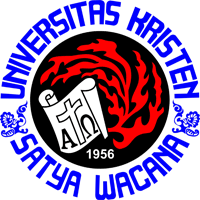 UNIVERSITAS KRISTEN
A Ω
1956
SATYA WACANA